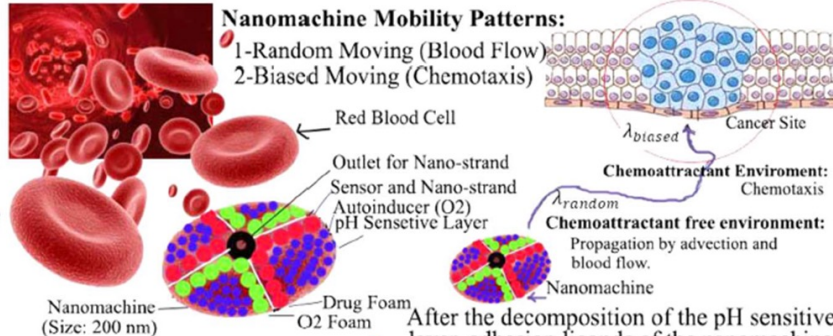 Nanomachine Mobility Patterns:
1-Random Moving (Blood Flow)
2-Biased Moving (Chemotaxis)
Red Blood Cell
Outlet for Nano-strand
Sensor and Nano-strand
Autoinducer (O2)
pH Sensetive Layer
Drug Foam
O2 Foam
Nanomachine
(Size: 200 nm)
Cancer Site
λbiased
Chemoattractant Enviroment:
Chemotaxis
λrandom
Chemoattractant free environment:
Propagation by advection and
blood flow.
Nanomachine
After the decomposition of the pH sensitive